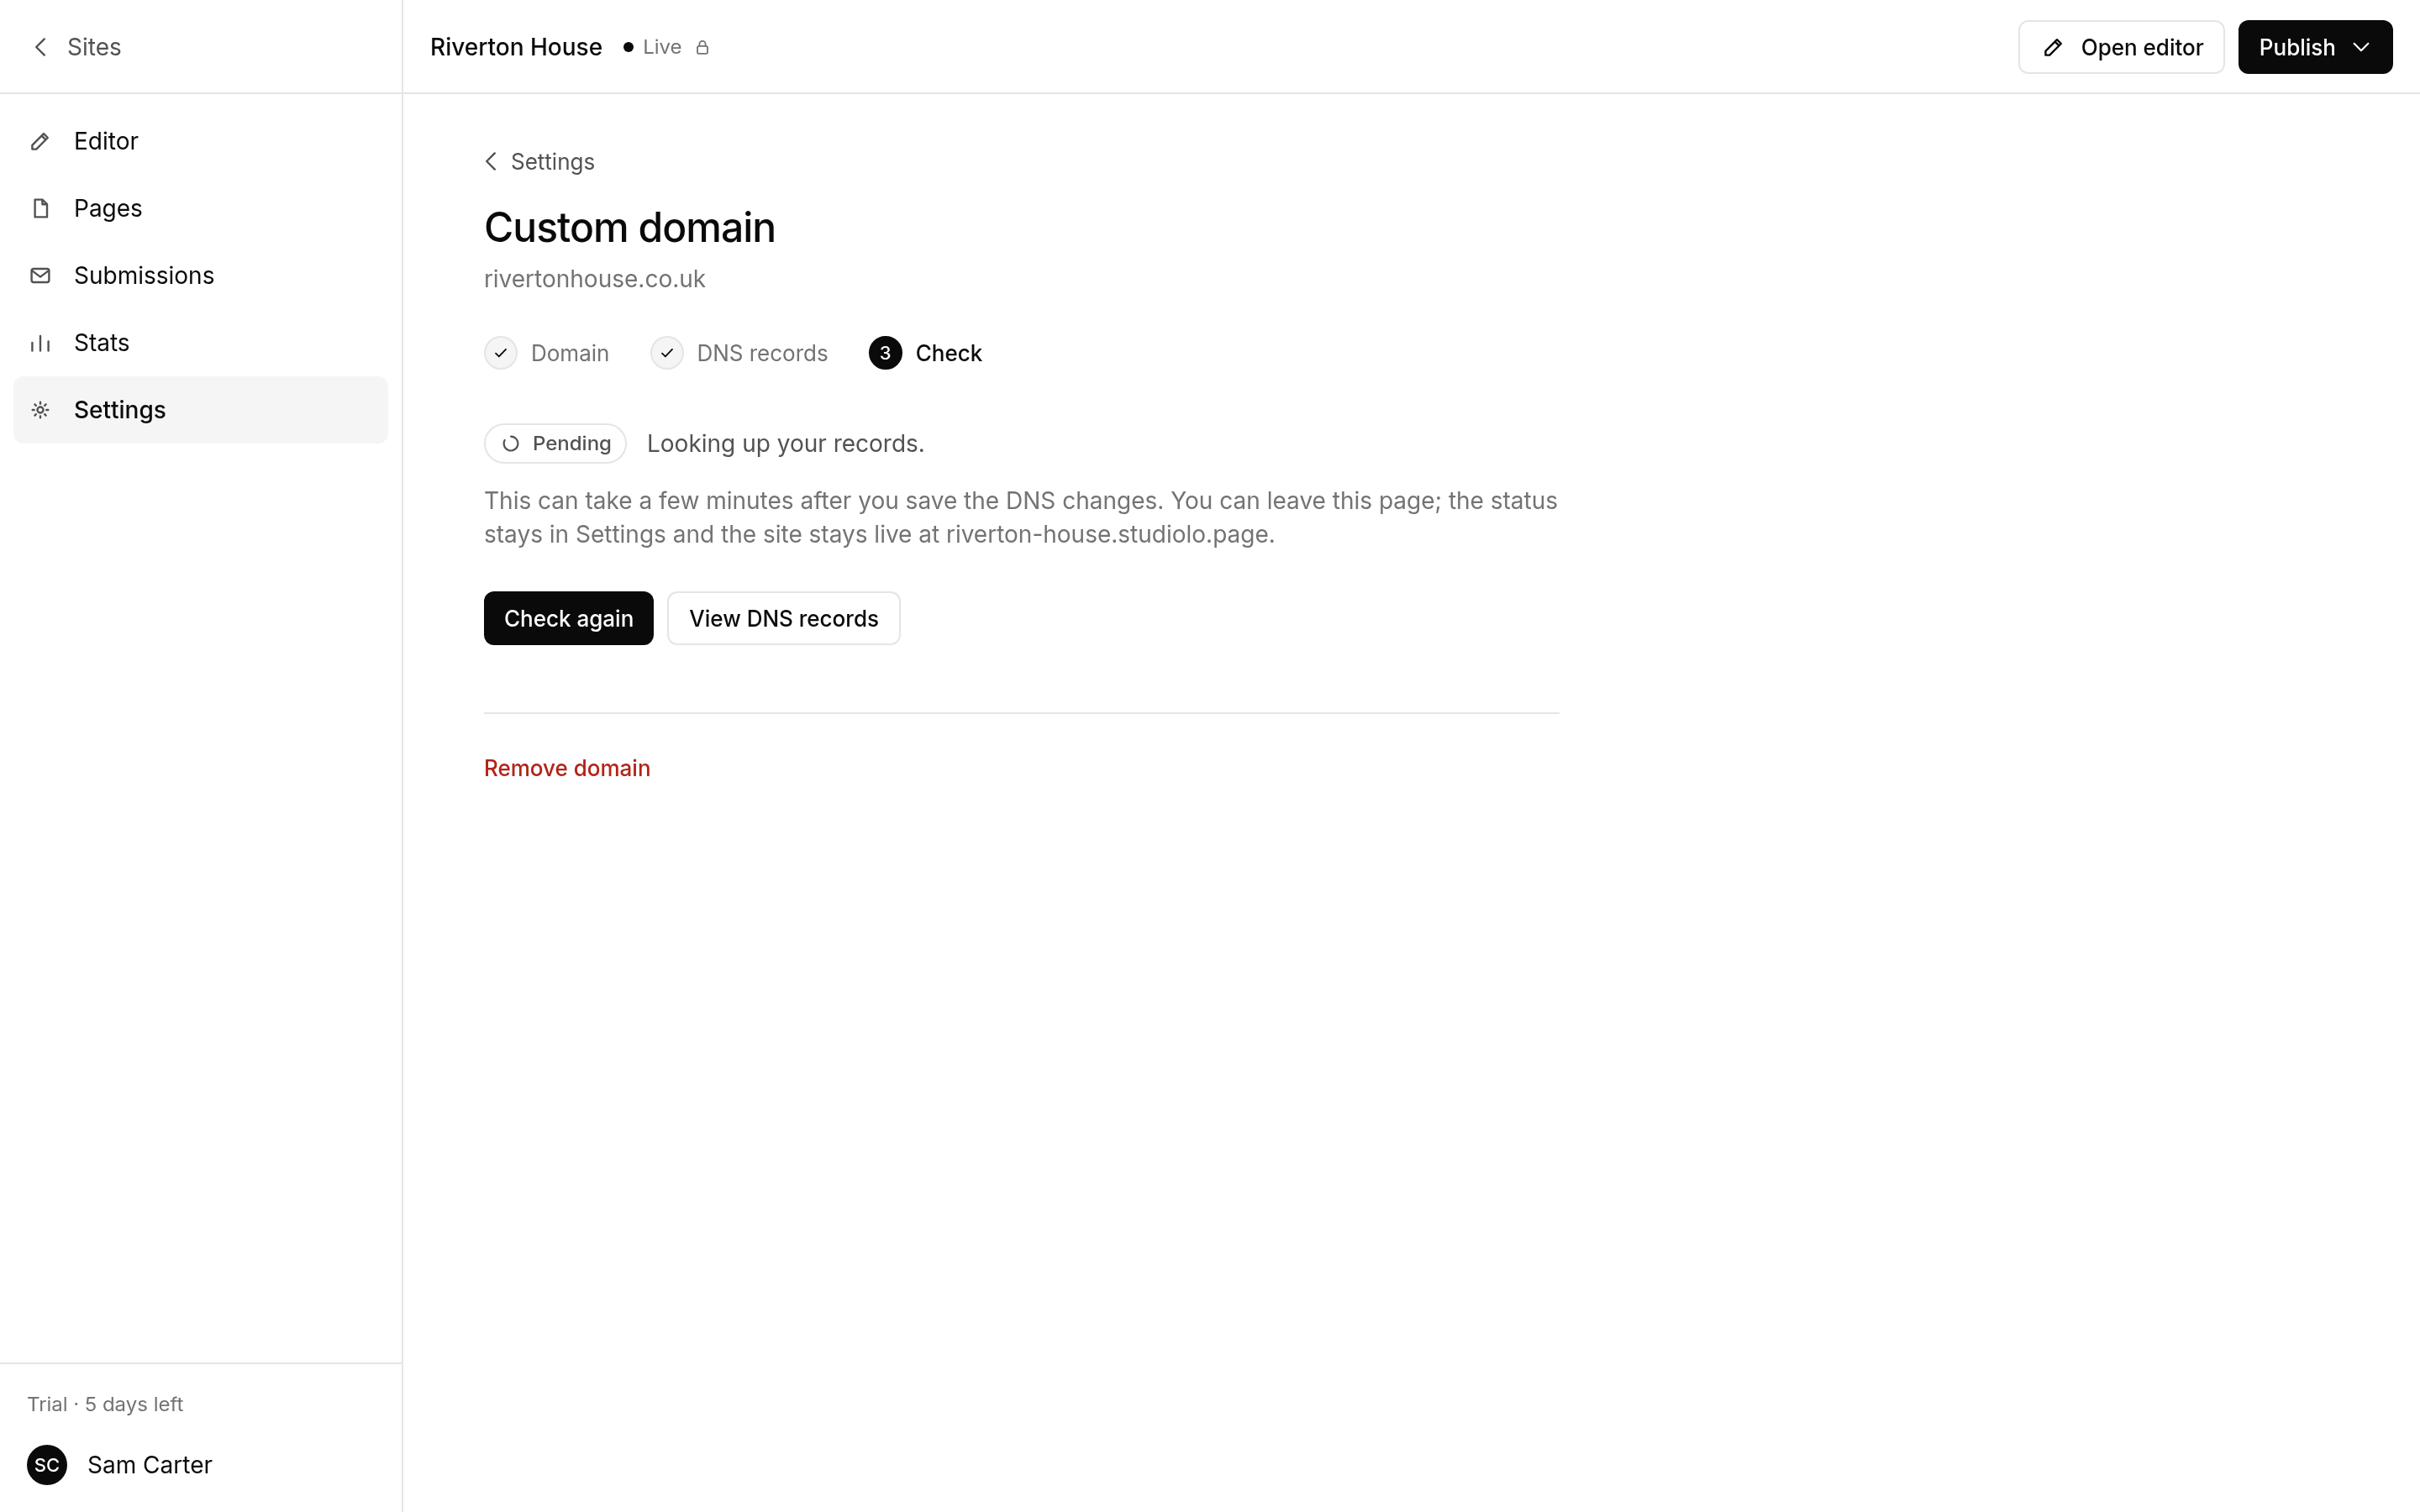 Sites
Riverton House
Live
Open editor
Publish
Editor
Pages
Submissions
Stats
Settings
Settings
Custom domain
rivertonhouse.co.uk
Domain
DNS records
3 Check
Pending
Looking up your records.
This can take a few minutes after you save the DNS changes. You can leave this page; the status
stays in Settings and the site stays live at riverton-house.studiolo.page.
Check again
View DNS records
Remove domain
Trial · 5 days left
SC
Sam Carter